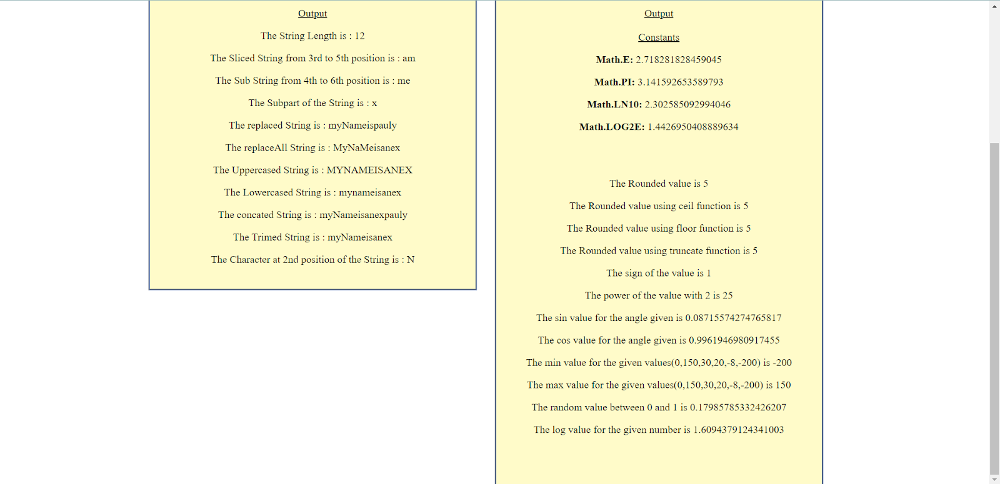 Output
The String Length is : 12
The Sliced String from 3rd to 5th position is : am
The Sub String from 4th to 6th position is : me
The Subpart of the String is : x
The replaced String is : myNameispauly
The replaceAll String is : MyNaMeisanex
The Uppercased String is : MYNAMEISANEX
The Lowercased String is : mynameisanex
The concated String is : myNameisanexpauly
The Trimed String is : myNameisanex
The Character at 2nd position of the String is : N
Output
Constants
Math.E: 2.718281828459045
Math.PI: 3.141592653589793
Math.LN10: 2.302585092994046
Math.LOG2E: 1.4426950408889634
The Rounded value is 5
The Rounded value using ceil function is 5
The Rounded value using floor function is 5
The Rounded value using truncate function is 5
The sign of the value is 1
The power of the value with 2 is 25
The sin value for the angle given is 0.08715574274765817
The cos value for the angle given is 0.9961946980917455
The min value for the given values(0,150,30,20,-8,-200) is -200
The max value for the given values(0,150,30,20,-8,-200) is 150
The random value between 0 and 1 is 0.17985785332426207
The log value for the given number is 1.6094379124341003